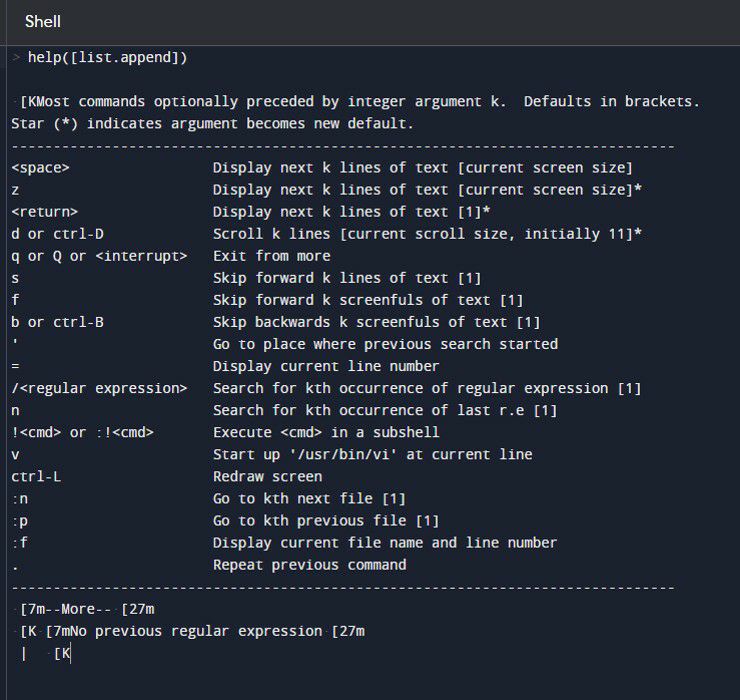 Shell
> help([list.append])
[KMost commands optionally preceded by integer argument k.  Defaults in brackets.
Star (*) indicates argument becomes new default.
-------------------------------------------------------------------------------
<space>                 Display next k lines of text [current screen size]
z                       Display next k lines of text [current screen size]*
<return>                Display next k lines of text [1]*
d or ctrl-D             Scroll k lines [current scroll size, initially 11]*
q or Q or <interrupt>   Exit from more
s                       Skip forward k lines of text [1]
f                       Skip forward k screenfuls of text [1]
b or ctrl-B             Skip backwards k screenfuls of text [1]
'                       Go to place where previous search started
=                       Display current line number
/<regular expression>   Search for kth occurrence of regular expression [1]
n                       Search for kth occurrence of last r.e [1]
!<cmd> or :!<cmd>       Execute <cmd> in a subshell
v                       Start up '/usr/bin/vi' at current line
ctrl-L                  Redraw screen
:n                      Go to kth next file [1]
:p                      Go to kth previous file [1]
:f                      Display current file name and line number
.                       Repeat previous command
-------------------------------------------------------------------------------
[7m--More-- [27m
[K [7mNo previous regular expression [27m
|   [K